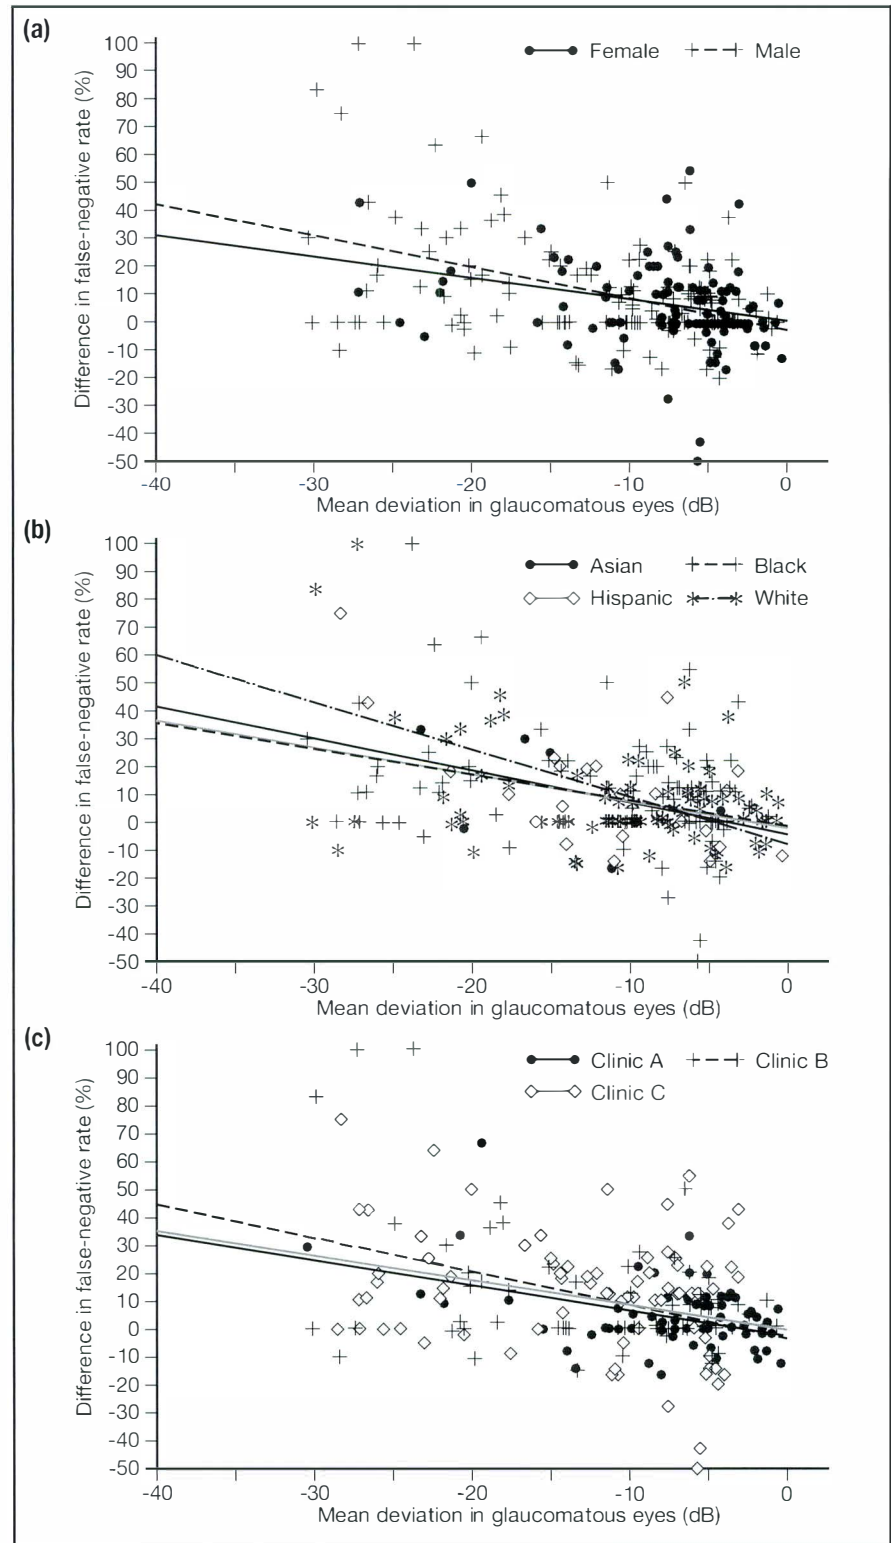 (a)
Female Male
Difference in false-negative rate (%)
100
90
80
70
60
50
40
30
20
10
0
-10
-20
-30
-40
-50
-40 -30 -20 -10 0
Mean deviation in glaucomatous eyes (dB)
(b)
Asian Black
Hispanic White
Difference in false-negative rate (%)
100
90
80
70
60
50
40
30
20
10
0
-10
-20
-30
-40
-50
-40 -30 -20 -10 0
Mean deviation in glaucomatous eyes (dB)
(c)
Clinic A Clinic B
Clinic C
Difference in false-negative rate (%)
100
90
80
70
60
50
40
30
20
10
0
-10
-20
-30
-40
-50
-40 -30 -20 -10 0
Mean deviation in glaucomatous eyes (dB)